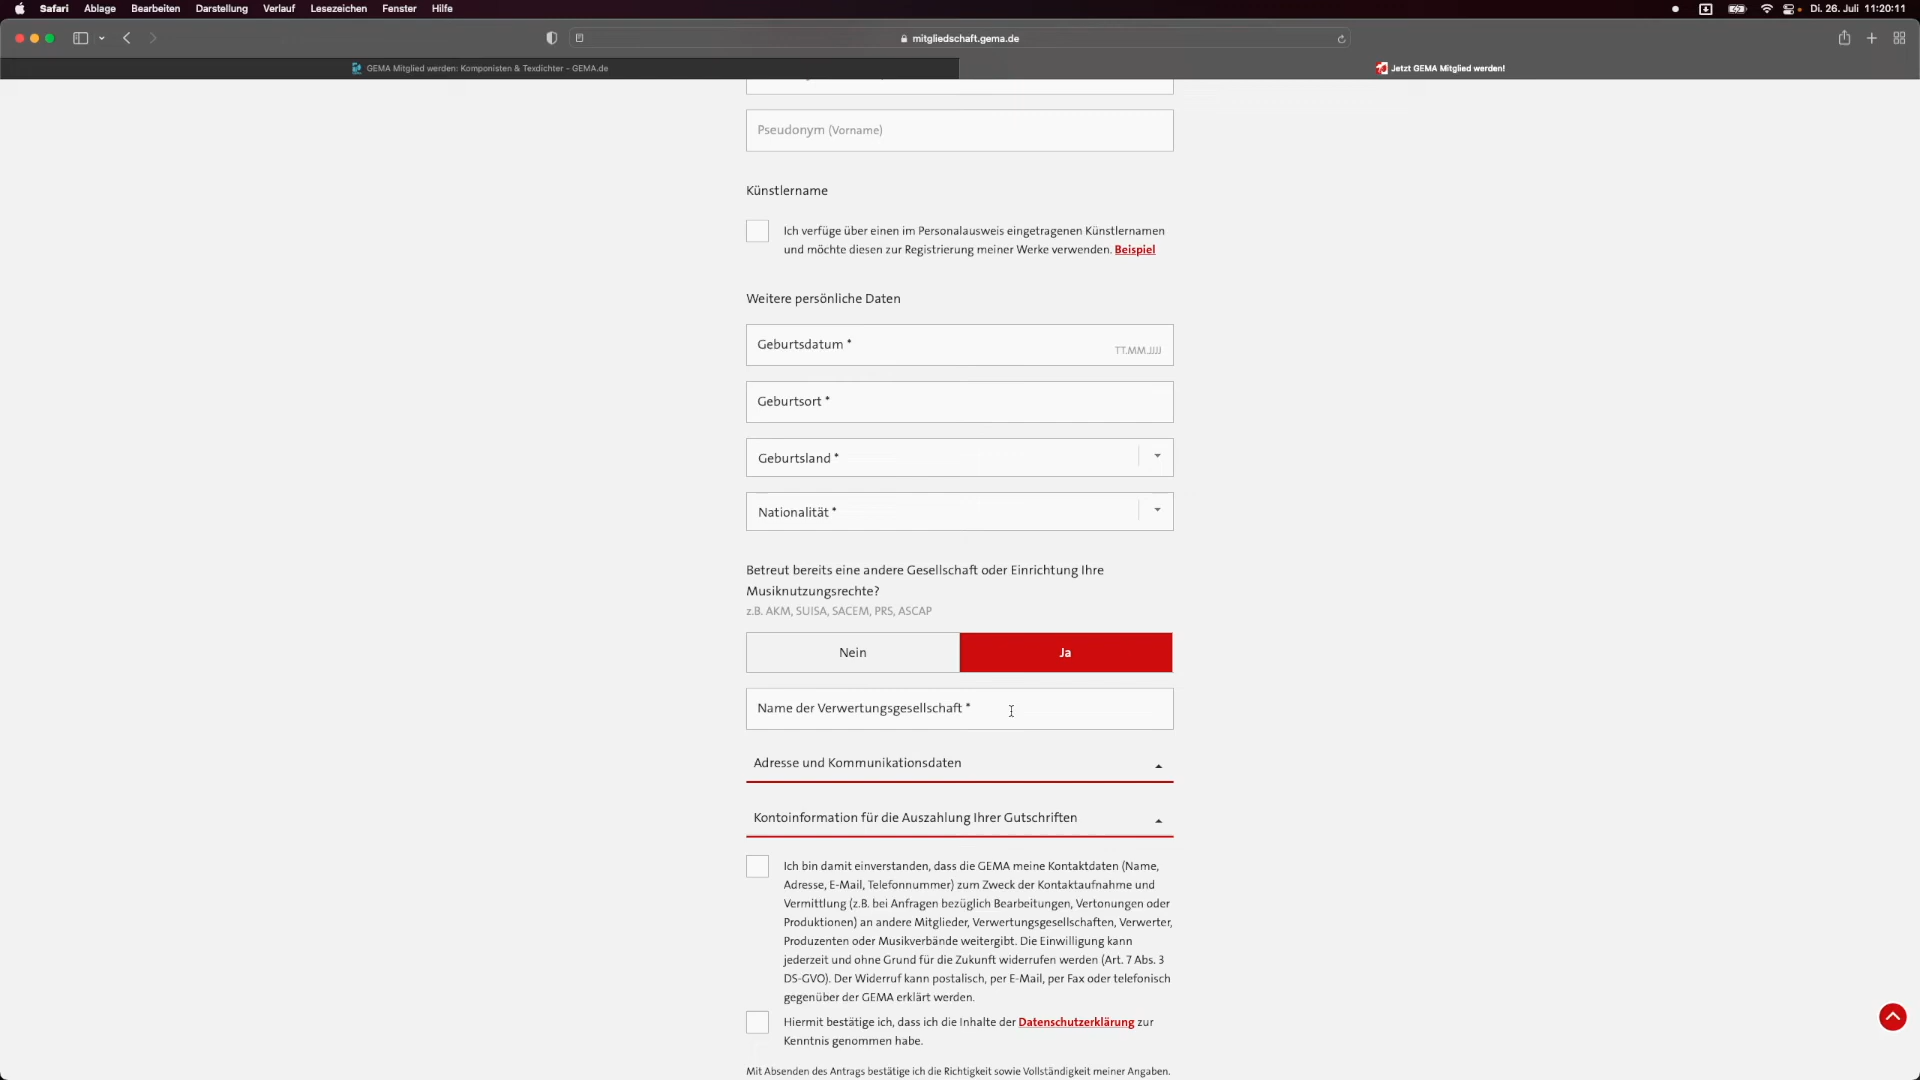 Safari Ablage Bearbeiten Darstellung Verlauf Lesezeichen Fenster Hilfe Di. 26. Juli 11:20:11
mitgliedschaft.gema.de
GEMA Mitglied werden: Komponisten & Texdichter - GEMA.de Jetzt GEMA Mitglied werden!
Pseudonym (Vorname)
Künstlername
Ich verfüge über einen im Personalausweis eingetragenen Künstlernamen
und möchte diesen zur Registrierung meiner Werke verwenden. Beispiel
Weitere persönliche Daten
Geburtsdatum * TT.MM.JJJJ
Geburtsort *
Geburtsland *
Nationalität *
Betreut bereits eine andere Gesellschaft oder Einrichtung Ihre
Musiknutzungsrechte?
z.B. AKM, SUISA, SACEM, PRS, ASCAP
Nein Ja
Name der Verwertungsgesellschaft *
Adresse und Kommunikationsdaten
Kontoinformation für die Auszahlung Ihrer Gutschriften
Ich bin damit einverstanden, dass die GEMA meine Kontaktdaten (Name,
Adresse, E-Mail, Telefonnummer) zum Zweck der Kontaktaufnahme und
Vermittlung (z.B. bei Anfragen bezüglich Bearbeitungen, Vertonungen oder
Produktionen) an andere Mitglieder, Verwertungsgesellschaften, Verwerter,
Produzenten oder Musikverbände weitergibt. Die Einwilligung kann
jederzeit und ohne Grund für die Zukunft widerrufen werden (Art. 7 Abs. 3
DS-GVO). Der Widerruf kann postalisch, per E-Mail, per Fax oder telefonisch
gegenüber der GEMA erklärt werden.
Hiermit bestätige ich, dass ich die Inhalte der Datenschutzerklärung zur
Kenntnis genommen habe.
Mit Absenden des Antrags bestätige ich die Richtigkeit sowie Vollständigkeit meiner Angaben.